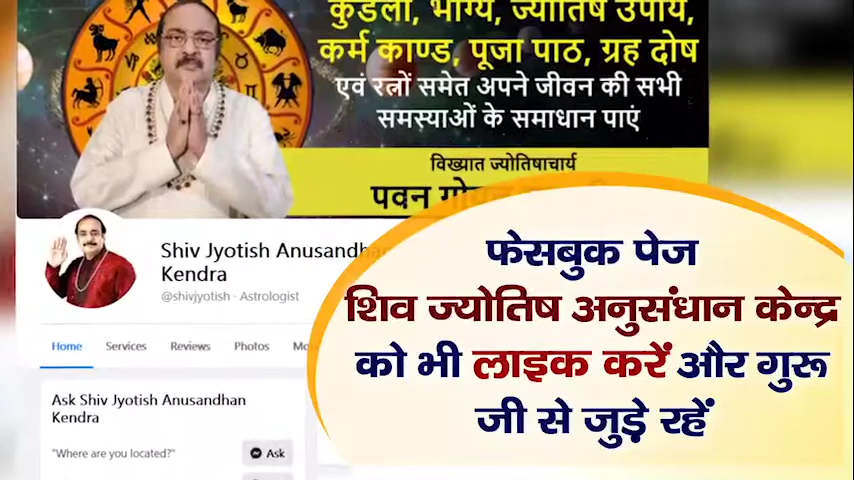 कुंडली, भाग्य, ज्योतिष उपाय,
कर्म काण्ड, पूजा पाठ, ग्रह दोष
एवं रत्नों समेत अपने जीवन की सभी
समस्याओं के समाधान पाएं
विख्यात ज्योतिषाचार्य
पवन
Shiv Jyotish Anusandhan
Kendra
@shivjyotish · Astrologist
Home Services Reviews Photos
Ask Shiv Jyotish Anusandhan
Kendra
"Where are you located?" Ask
फेसबुक पेज
शिव ज्योतिष अनुसंधान केन्द्र
को भी लाइक करें और गुरू
जी से जुड़े रहें